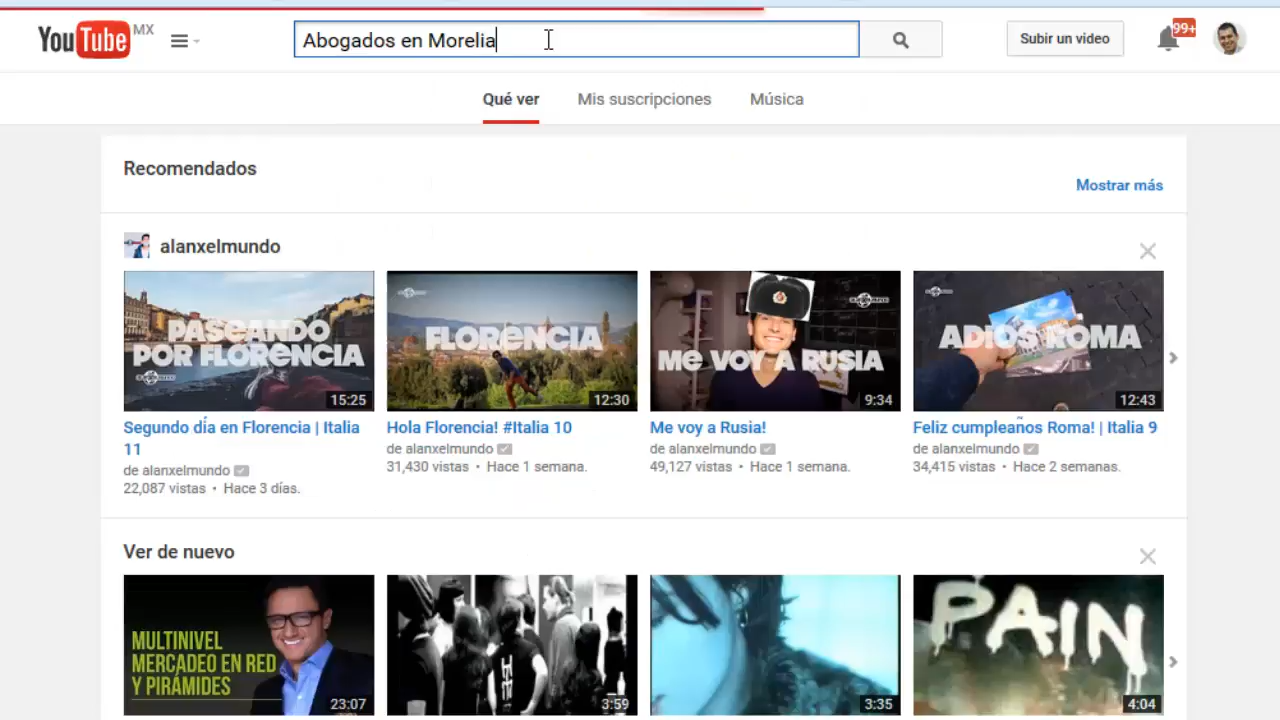 YouTube MX
Abogados en Morelia
Subir un video
99+
Qué ver Mis suscripciones Música
Recomendados
Mostrar más
alanxelmundo
PASEANDO
POR FLORENCIA
15:25
FLORENCIA
12:30
ME VOY A RUSIA
9:34
ADIOS ROMA
12:43
Segundo día en Florencia | Italia
11
de alanxelmundo
22,087 vistas • Hace 3 días.
Hola Florencia! #Italia 10
de alanxelmundo
31,430 vistas • Hace 1 semana.
Me voy a Rusia!
de alanxelmundo
49,127 vistas • Hace 1 semana.
Feliz cumpleaños Roma! | Italia 9
de alanxelmundo
34,415 vistas • Hace 2 semanas.
Ver de nuevo
MULTINIVEL
MERCADEO EN RED
Y PIRÁMIDES
23:07
3:59
3:35
PAIN
4:04